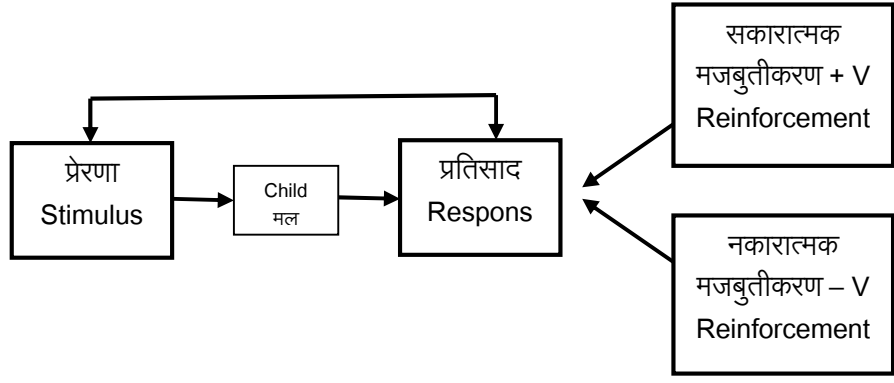 प्रेरणा
Stimulus
Child
मल
प्रतिसाद
Respons
सकारात्मक
मजबुतीकरण + V
Reinforcement
नकारात्मक
मजबुतीकरण – V
Reinforcement